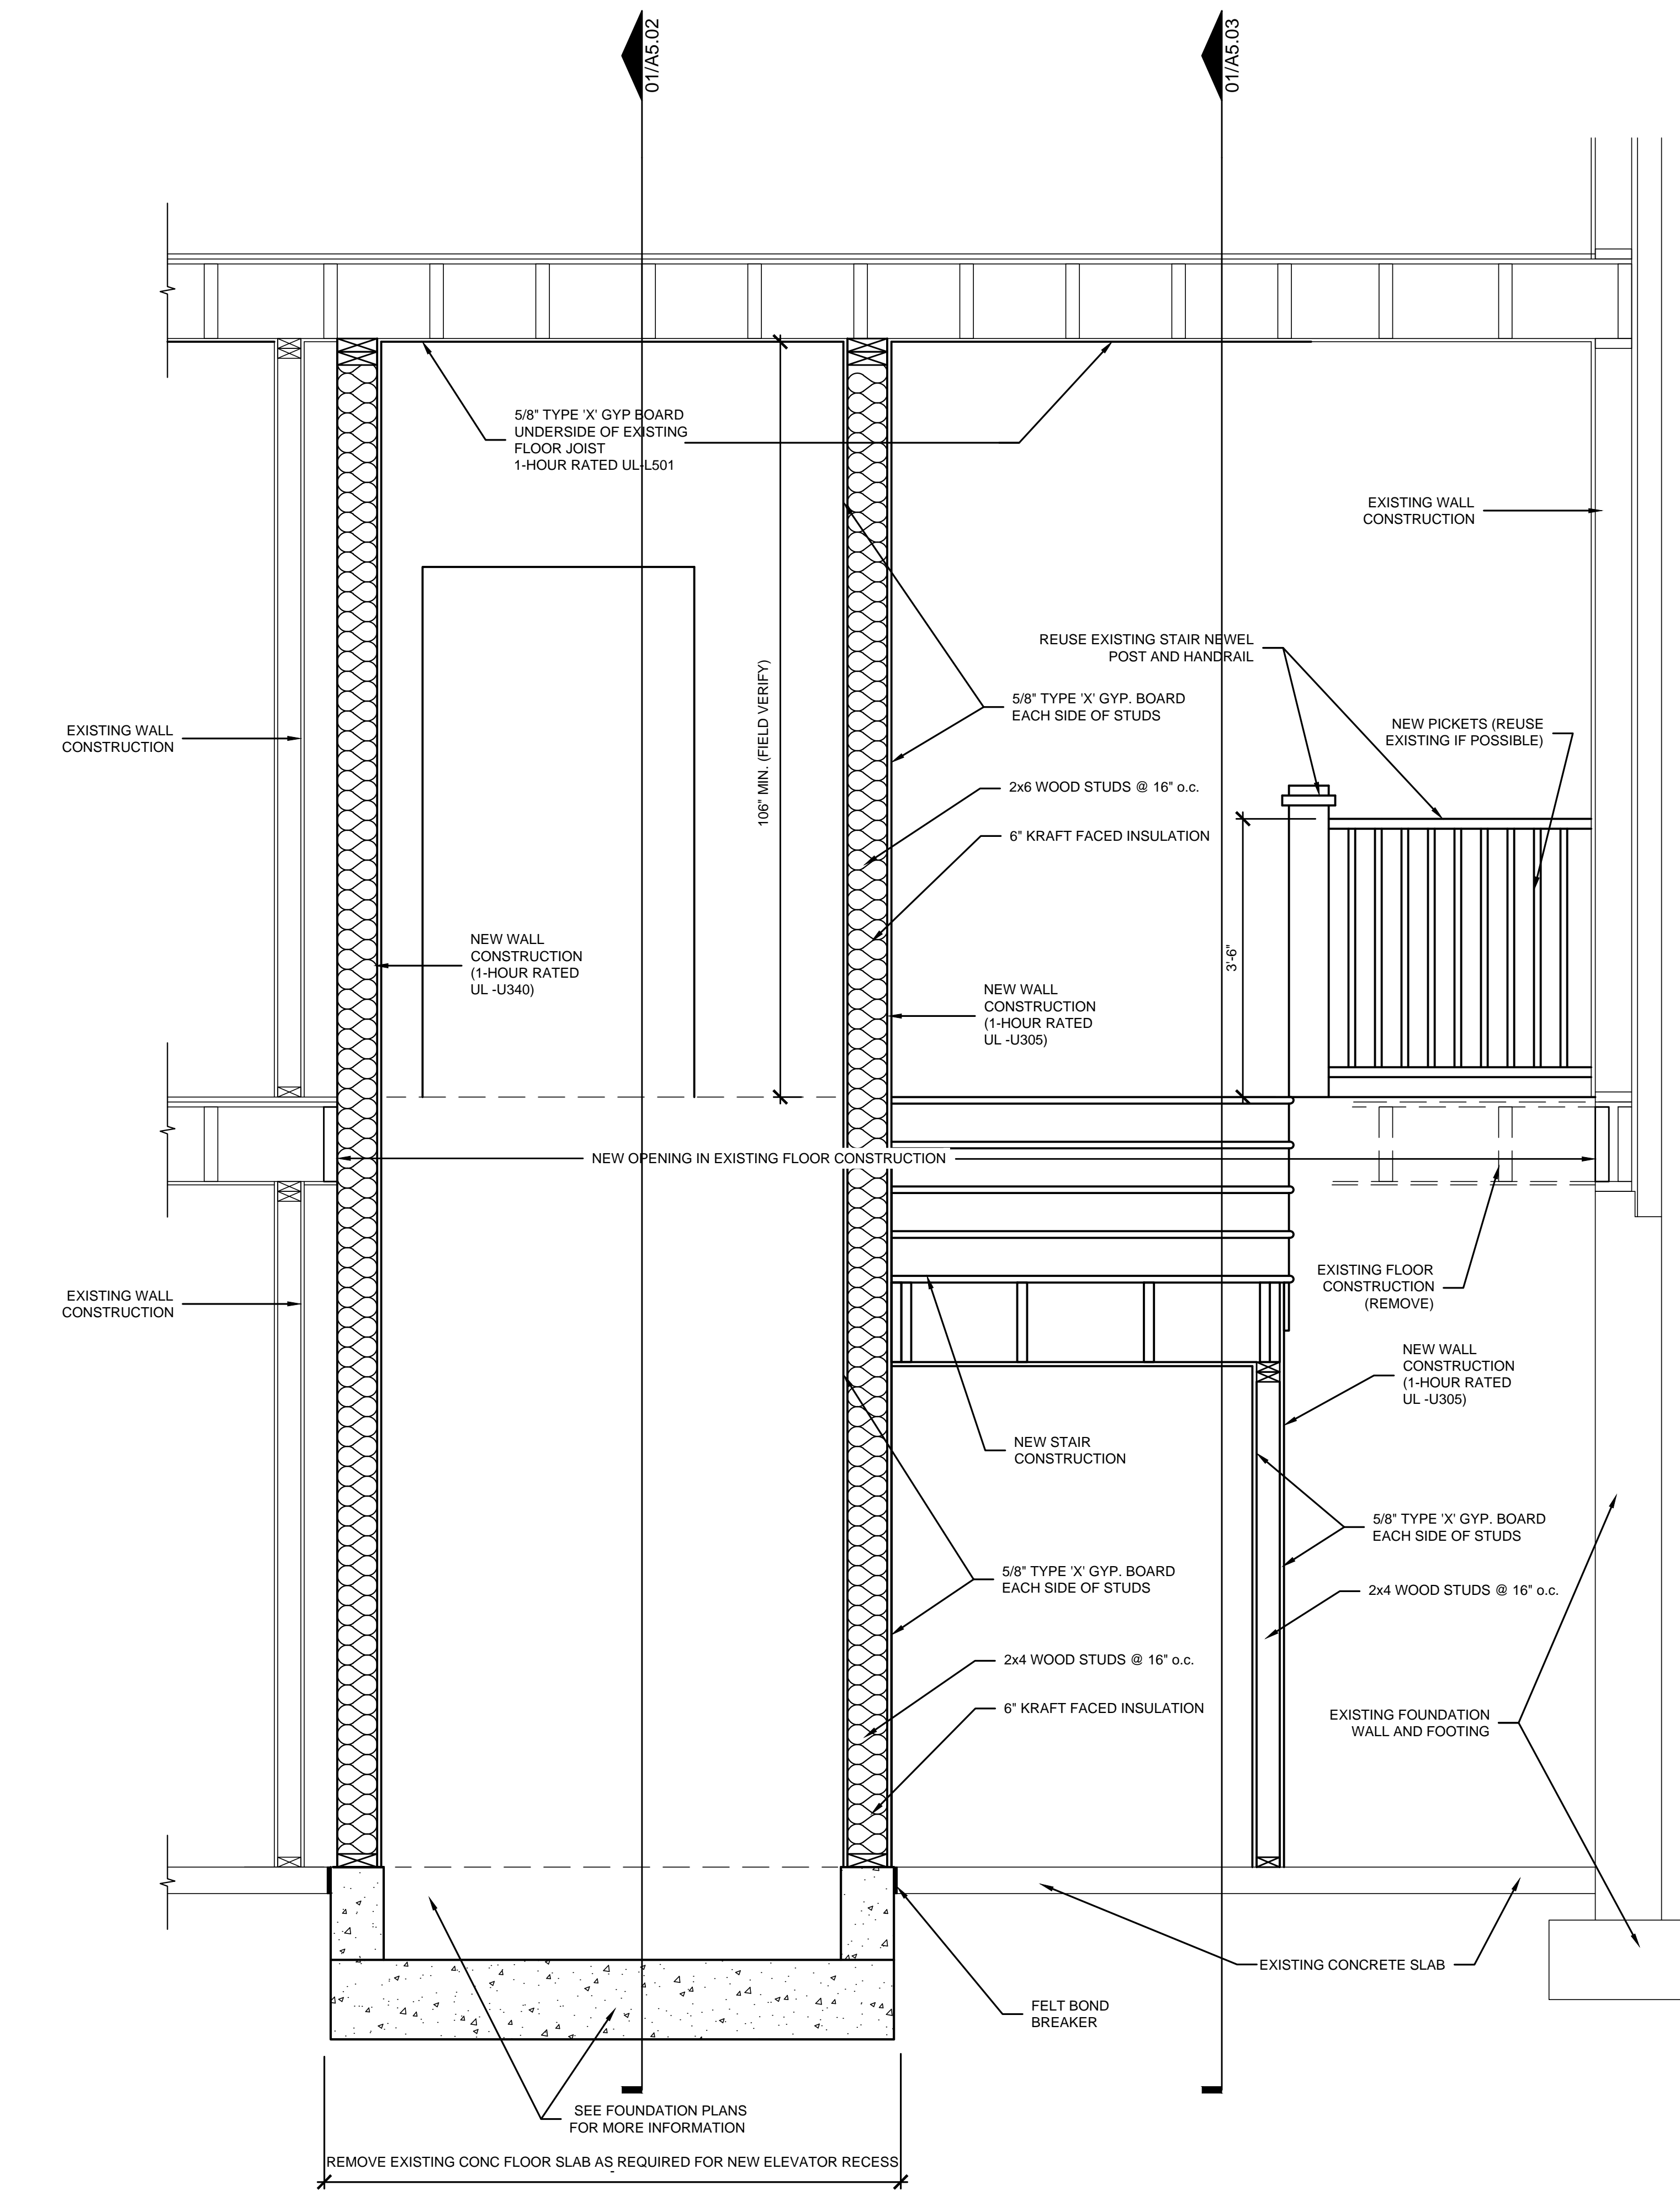 01/A5.02
01/A5.03
5/8" TYPE 'X' GYP BOARD
UNDERSIDE OF EXISTING
FLOOR JOIST
1-HOUR RATED UL-L501
EXISTING WALL
CONSTRUCTION
REUSE EXISTING STAIR NEWEL
POST AND HANDRAIL
5/8" TYPE 'X' GYP. BOARD
EACH SIDE OF STUDS
NEW PICKETS (REUSE
EXISTING IF POSSIBLE)
EXISTING WALL
CONSTRUCTION
106" MIN. (FIELD VERIFY)
2x6 WOOD STUDS @ 16" o.c.
6" KRAFT FACED INSULATION
NEW WALL
CONSTRUCTION
(1-HOUR RATED
UL -U340)
3'-6"
NEW WALL
CONSTRUCTION
(1-HOUR RATED
UL -U305)
NEW OPENING IN EXISTING FLOOR CONSTRUCTION
EXISTING WALL
CONSTRUCTION
EXISTING FLOOR
CONSTRUCTION
(REMOVE)
NEW WALL
CONSTRUCTION
(1-HOUR RATED
UL -U305)
NEW STAIR
CONSTRUCTION
5/8" TYPE 'X' GYP. BOARD
EACH SIDE OF STUDS
5/8" TYPE 'X' GYP. BOARD
EACH SIDE OF STUDS
2x4 WOOD STUDS @ 16" o.c.
2x4 WOOD STUDS @ 16" o.c.
6" KRAFT FACED INSULATION
EXISTING FOUNDATION
WALL AND FOOTING
EXISTING CONCRETE SLAB
FELT BOND
BREAKER
SEE FOUNDATION PLANS
FOR MORE INFORMATION
REMOVE EXISTING CONC FLOOR SLAB AS REQUIRED FOR NEW ELEVATOR RECESS
-